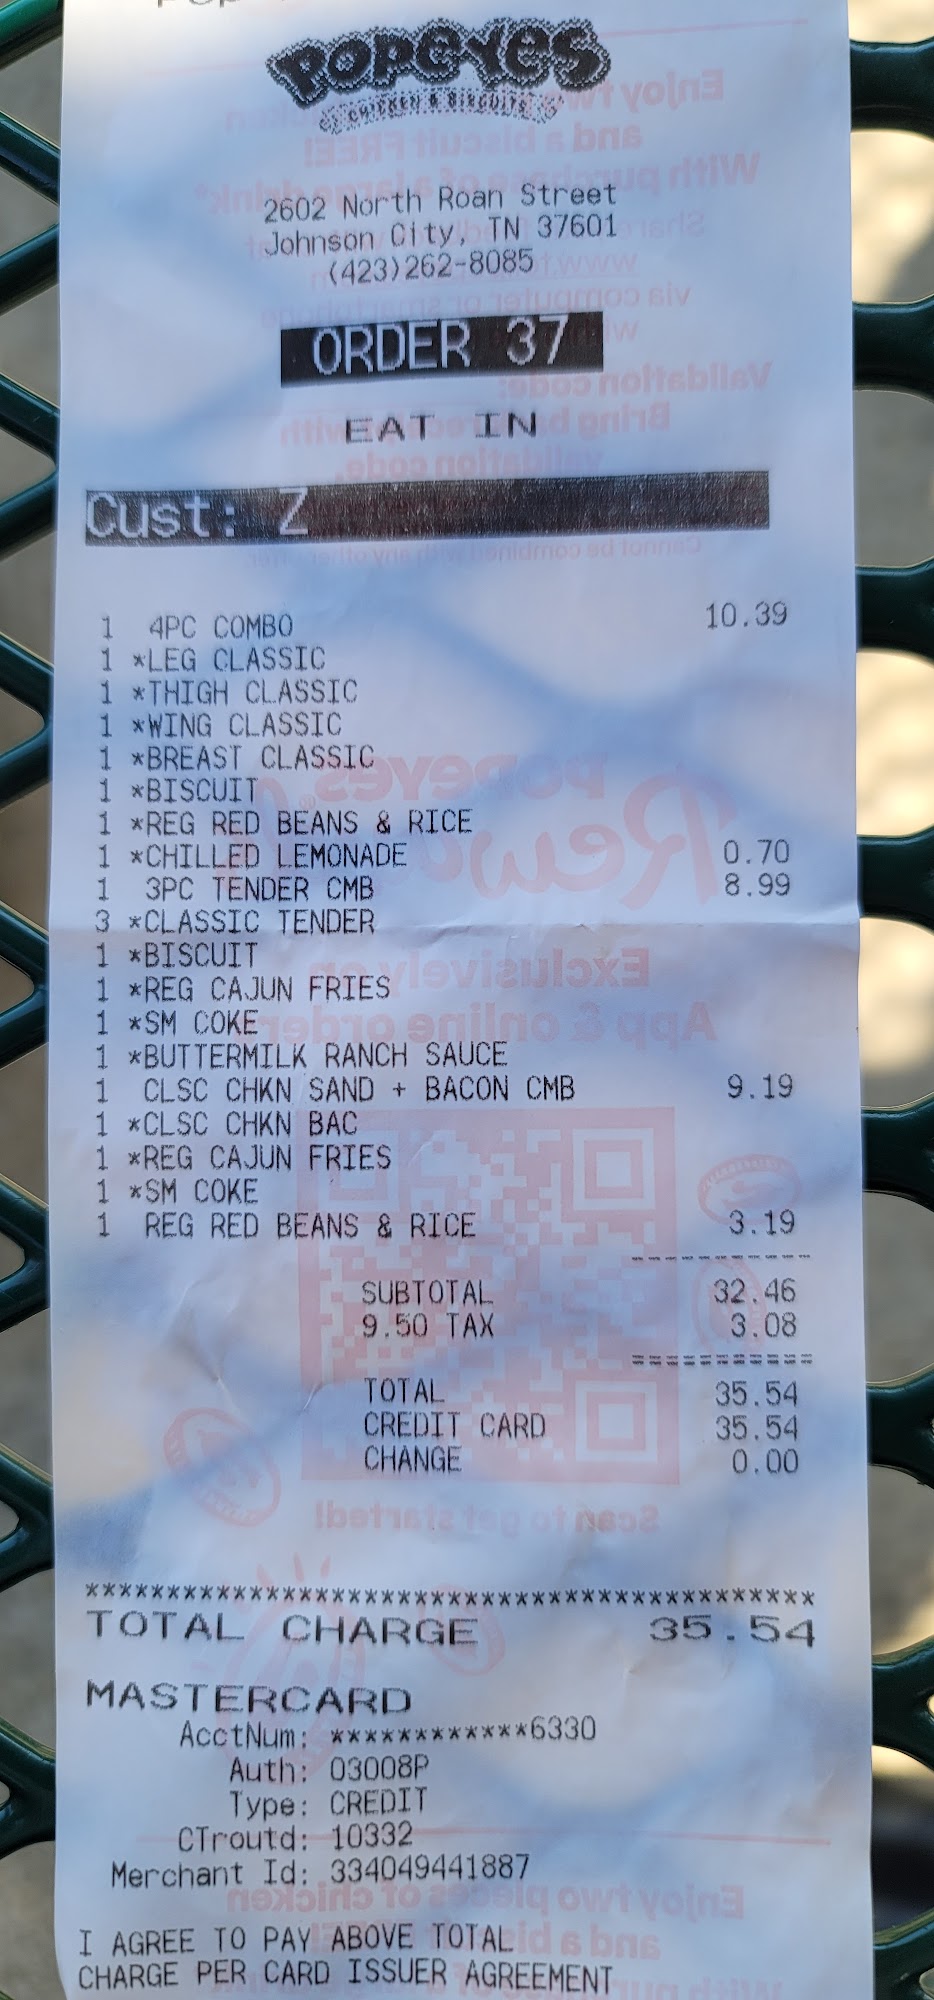 POPEYES
CHICKEN & BISCUITS
2602 North Roan Street
Johnson City, TN 37601
(423)262-8085
ORDER 37
EAT IN
Cust: Z
1 4PC COMBO 10.39
1 *LEG CLASSIC
1 *THIGH CLASSIC
1 *WING CLASSIC
1 *BREAST CLASSIC
1 *BISCUIT
1 *REG RED BEANS & RICE
1 *CHILLED LEMONADE 0.70
1 3PC TENDER CMB 8.99
3 *CLASSIC TENDER
1 *BISCUIT
1 *REG CAJUN FRIES
1 *SM COKE
1 *BUTTERMILK RANCH SAUCE
1 CLSC CHKN SAND + BACON CMB 9.19
1 *CLSC CHKN BAC
1 *REG CAJUN FRIES
1 *SM COKE
1 REG RED BEANS & RICE 3.19
SUBTOTAL 32.46
9.50 TAX 3.08
TOTAL 35.54
CREDIT CARD 35.54
CHANGE 0.00
TOTAL CHARGE 35.54
MASTERCARD
AcctNum: ************6330
Auth: 03008P
Type: CREDIT
CTroutd: 10332
Merchant Id: 334049441887
I AGREE TO PAY ABOVE TOTAL
CHARGE PER CARD ISSUER AGREEMENT